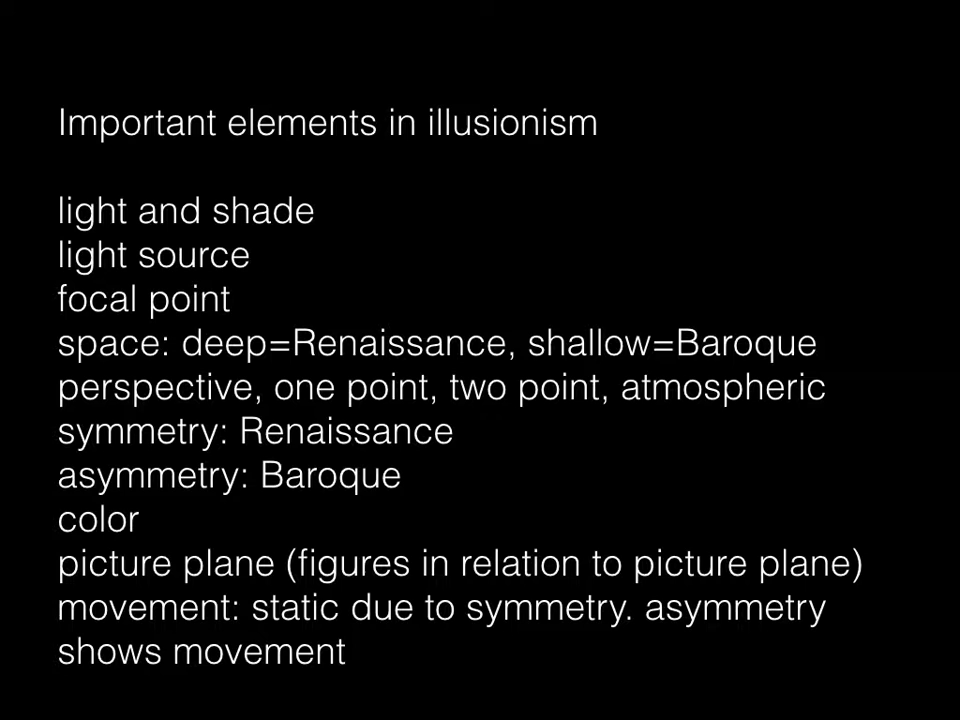 Important elements in illusionism
light and shade
light source
focal point
space: deep=Renaissance, shallow=Baroque
perspective, one point, two point, atmospheric
symmetry: Renaissance
asymmetry: Baroque
color
picture plane (figures in relation to picture plane)
movement: static due to symmetry. asymmetry
shows movement